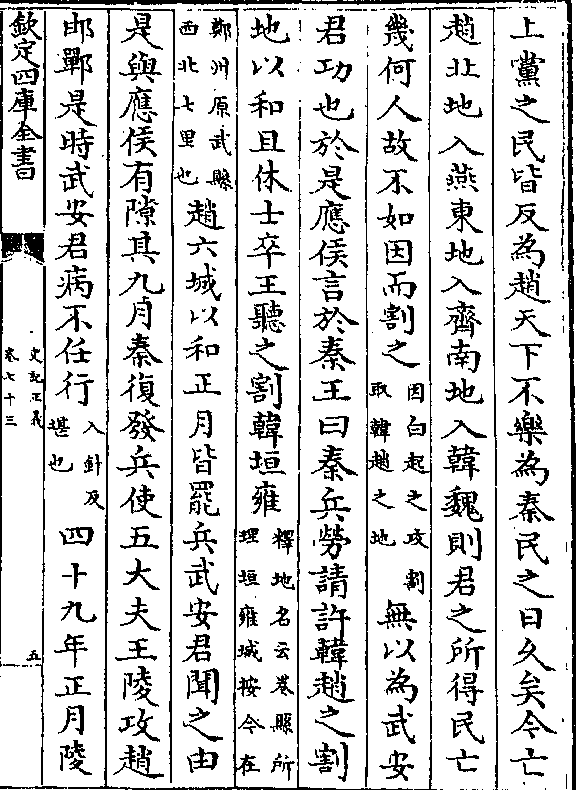 上黨之民皆反為趙天下不樂為秦民之日久矣今亡
趙北地入燕東地入齊南地入韓魏則君之所得民亡
幾何人故不如因而割之因白起之攻割取韓趙之地無以為武安
君功也於是應侯言於秦王曰秦兵勞請許韓趙之割
地以和且休士卒王聽之割韓垣雍釋地名云卷縣所理垣雍城按今在
鄭州原武縣西北七里也趙六城以和正月皆罷兵武安君聞之由
是與應侯有隙其九月秦復發兵使五大夫王陵攻趙
邯鄲是時武安君病不任行入針反堪也四十九年正月陵
欽定四庫全書
史記正義
卷七十三
五